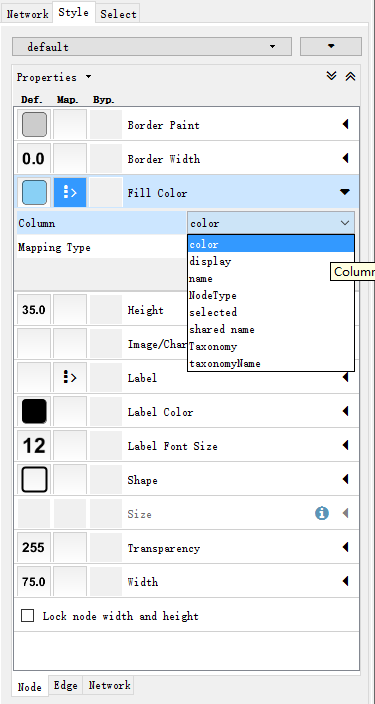 Network Style Select
default
Properties
Def. Map. Byp.
Border Paint
0.0 Border Width
Fill Color
Column color
Mapping Type color
display
name
NodeType
selected
shared name
Taxonomy
taxonomyName
Column
35.0 Height
Image/Char
Label
Label Color
12 Label Font Size
Shape
Size
255 Transparency
75.0 Width
Lock node width and height
Node Edge Network